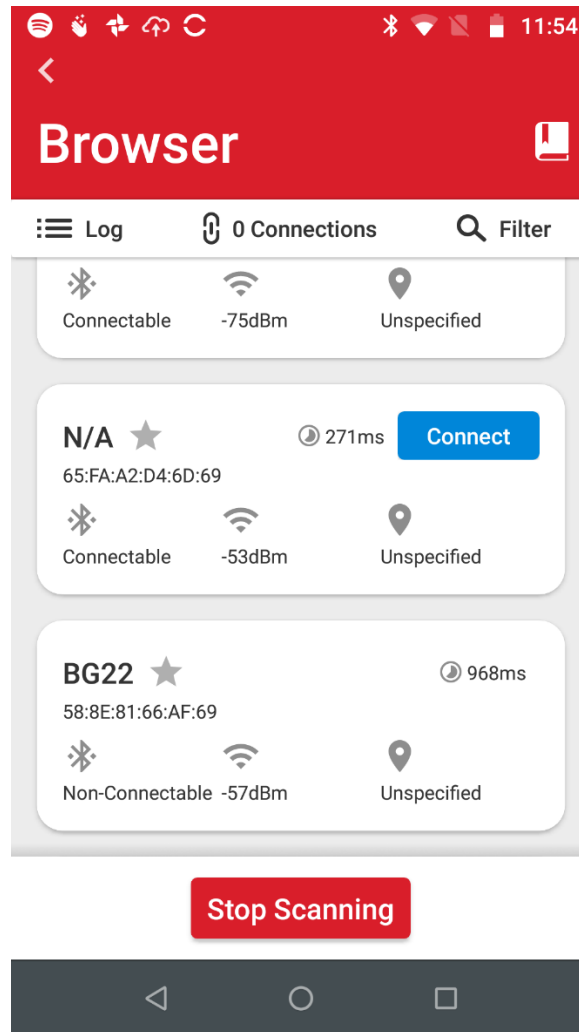 11:54
Browser
Log 0 Connections Filter
Connectable -75dBm Unspecified
N/A 271ms Connect
65:FA:A2:D4:6D:69
Connectable -53dBm Unspecified
BG22 968ms
58:8E:81:66:AF:69
Non-Connectable -57dBm Unspecified
Stop Scanning